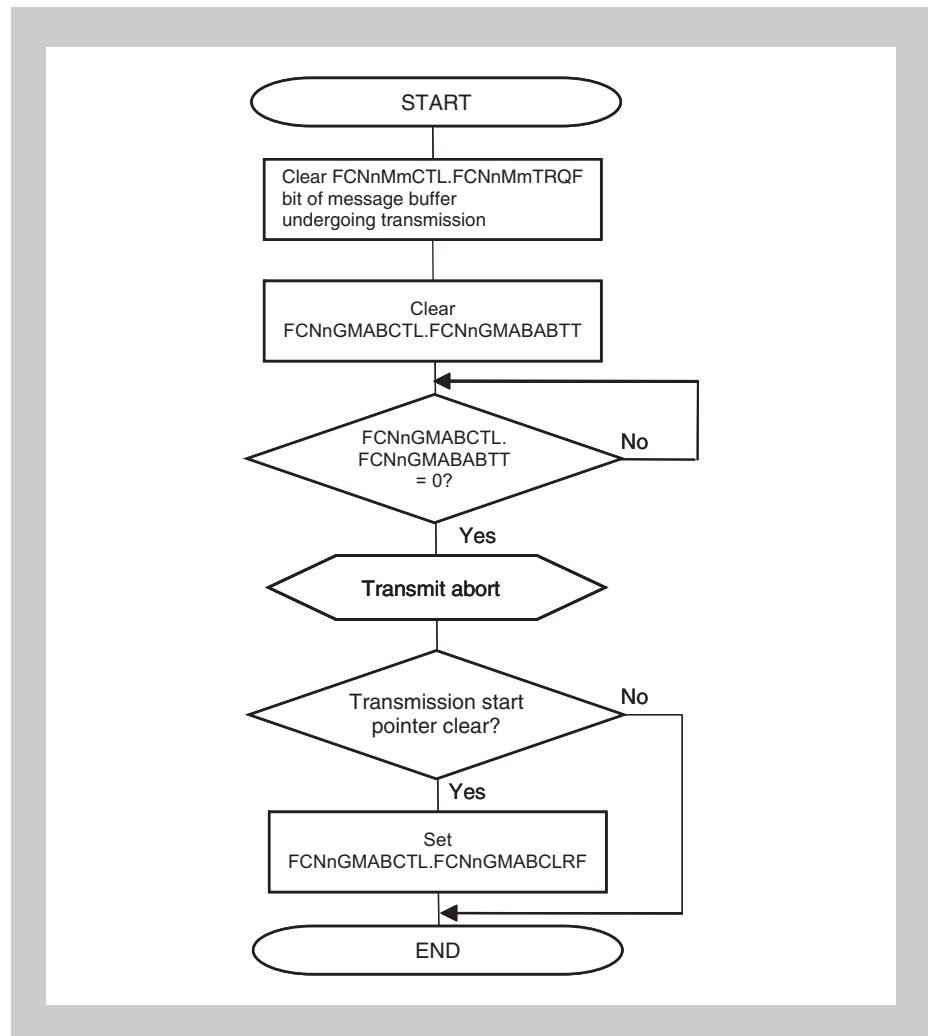 START
Clear FCNnMmCTL.FCNnMmTRQF
bit of message buffer
undergoing transmission
Clear
FCNnGMABCTL.FCNnGMABABTT
FCNnGMABCTL.
FCNnGMABABTT
= 0?
No
Yes
Transmit abort
Transmission start
pointer clear?
No
Yes
Set
FCNnGMABCTL.FCNnGMABCLRF
END